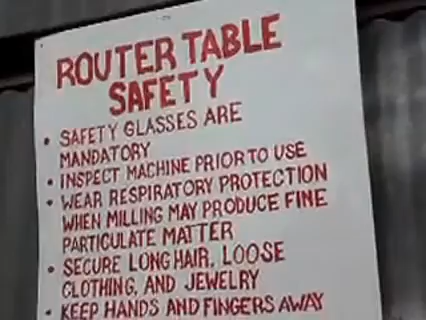 ROUTER TABLE
SAFETY
• SAFETY GLASSES ARE
MANDATORY
• INSPECT MACHINE PRIOR TO USE
• WEAR RESPIRATORY PROTECTION
WHEN MILLING MAY PRODUCE FINE
PARTICULATE MATTER
• SECURE LONG HAIR, LOOSE
CLOTHING, AND JEWELRY
• KEEP HANDS AND FINGERS AWAY